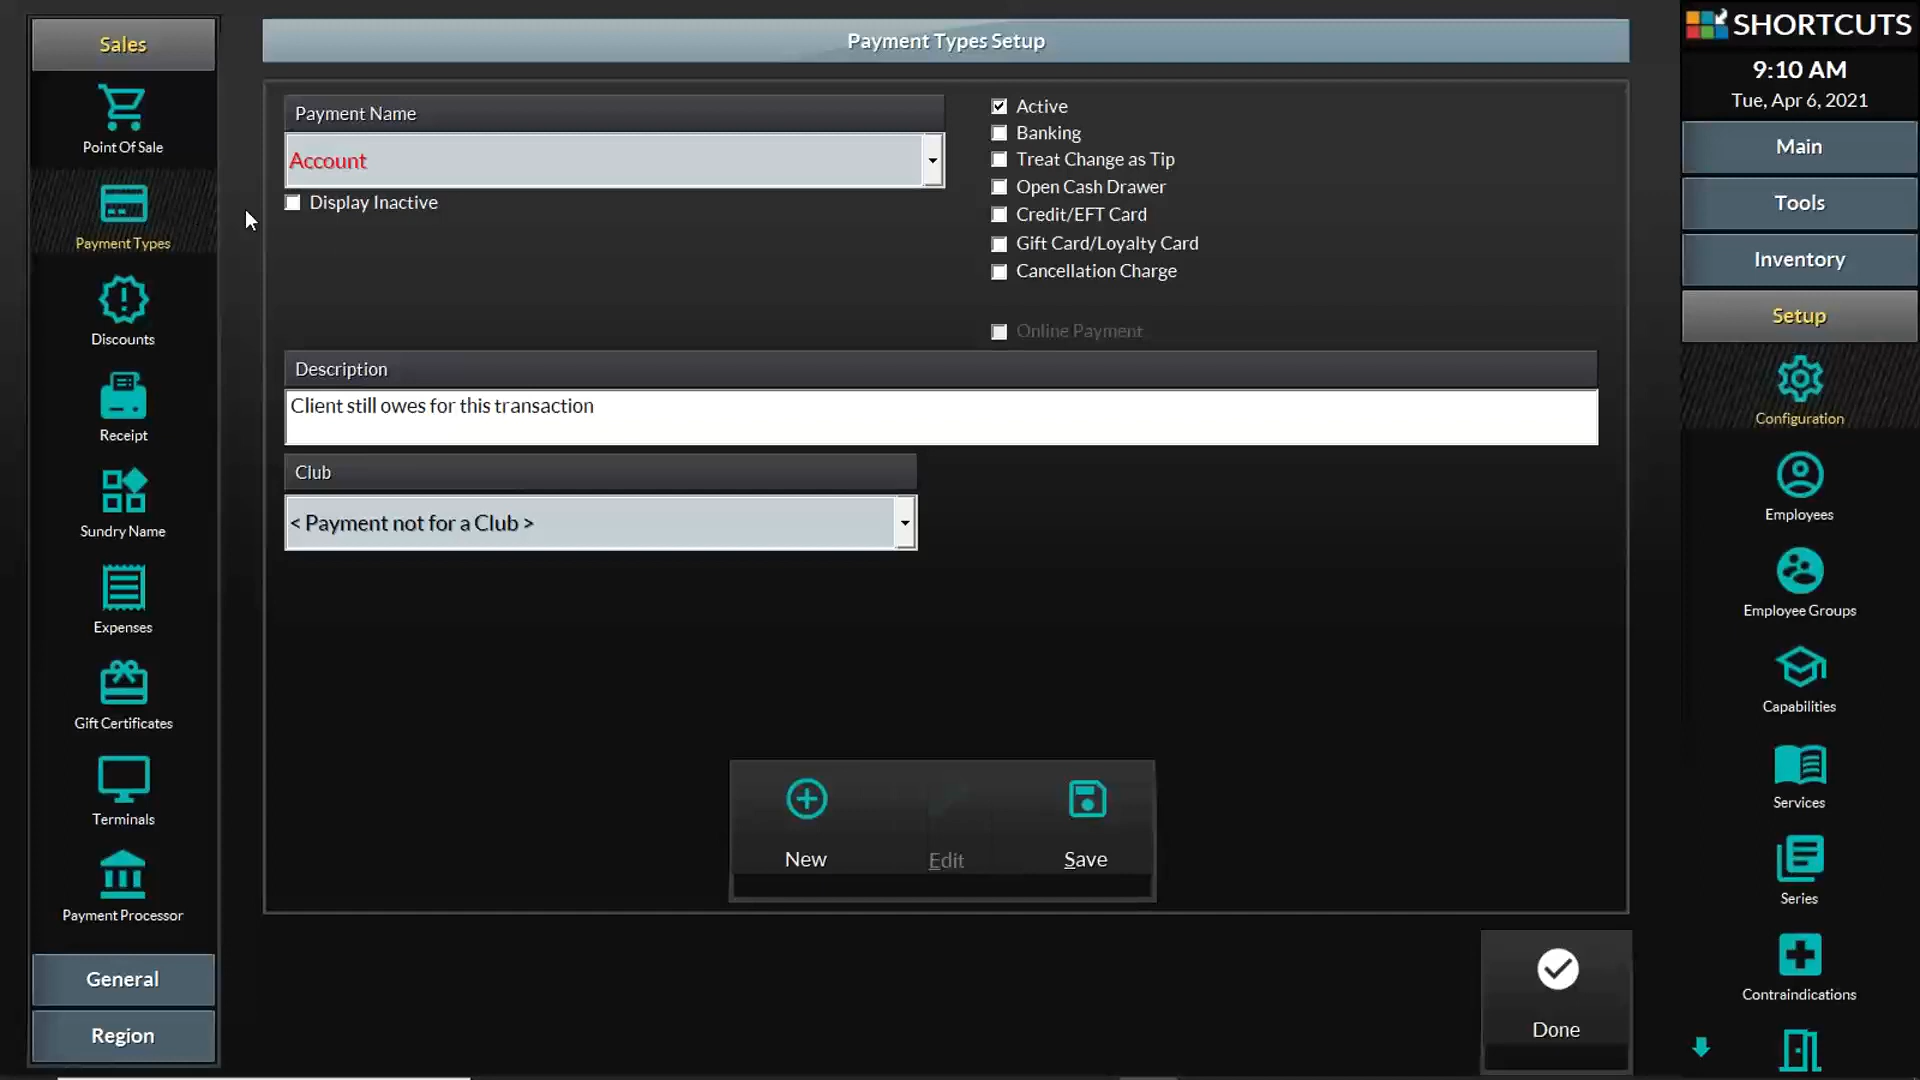 Sales
Point Of Sale
Payment Types
Discounts
Receipt
Sundry Name
Expenses
Gift Certificates
Terminals
Payment Processor
General
Region
Payment Types Setup
Payment Name
Account
Display Inactive
Active
Banking
Treat Change as Tip
Open Cash Drawer
Credit/EFT Card
Gift Card/Loyalty Card
Cancellation Charge
Online Payment
Description
Client still owes for this transaction
Club
< Payment not for a Club >
New
Edit
Save
Done
SHORTCUTS
9:10 AM
Tue, Apr 6, 2021
Main
Tools
Inventory
Setup
Configuration
Employees
Employee Groups
Capabilities
Services
Series
Contraindications